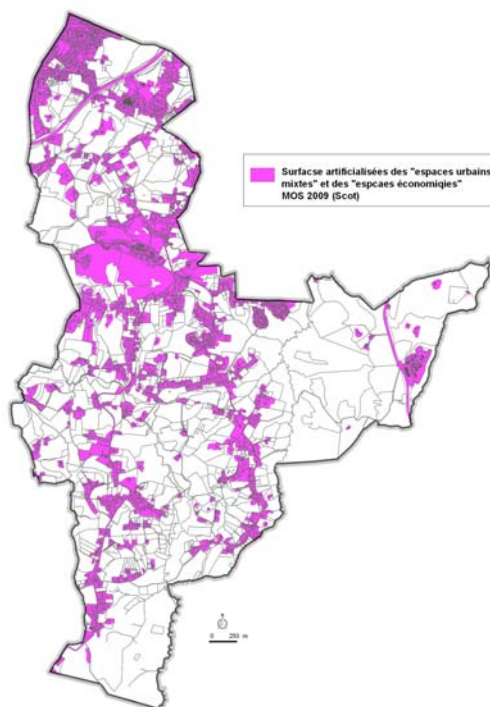 Surfacse artificialisées des "espaces urbains
mixtes" et des "espcaes économiqies"
MOS 2009 (Scot)
0 250 m